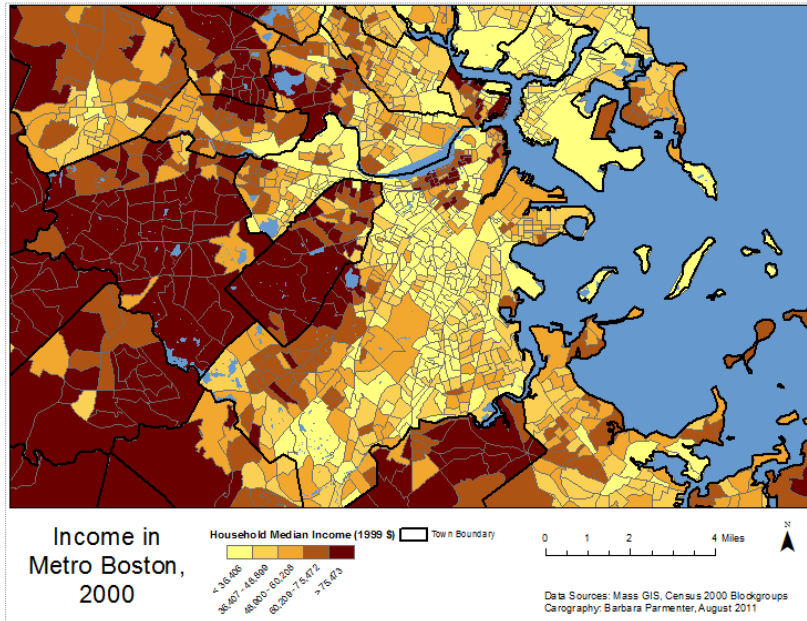 Income in
Metro Boston,
2000
Household Median Income (1999 $)
Town Boundary
< 36,406
36,407 - 48,899
48,900 - 60,208
60,209 - 75,472
> 75,473
0 1 2 4 Miles
N
Data Sources: Mass GIS, Census 2000 Blockgroups
Carography: Barbara Parmenter, August 2011